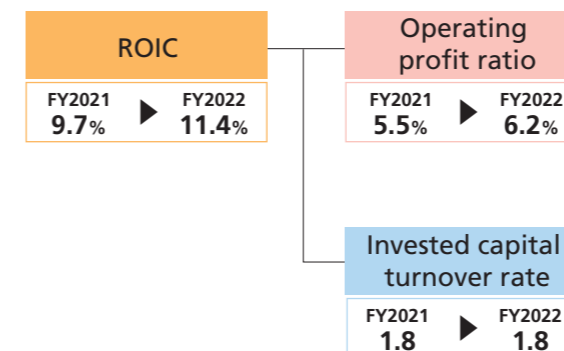 ROIC
FY2021 ▶ FY2022
9.7% 11.4%
Operating
profit ratio
FY2021 ▶ FY2022
5.5% 6.2%
Invested capital
turnover rate
FY2021 ▶ FY2022
1.8 1.8